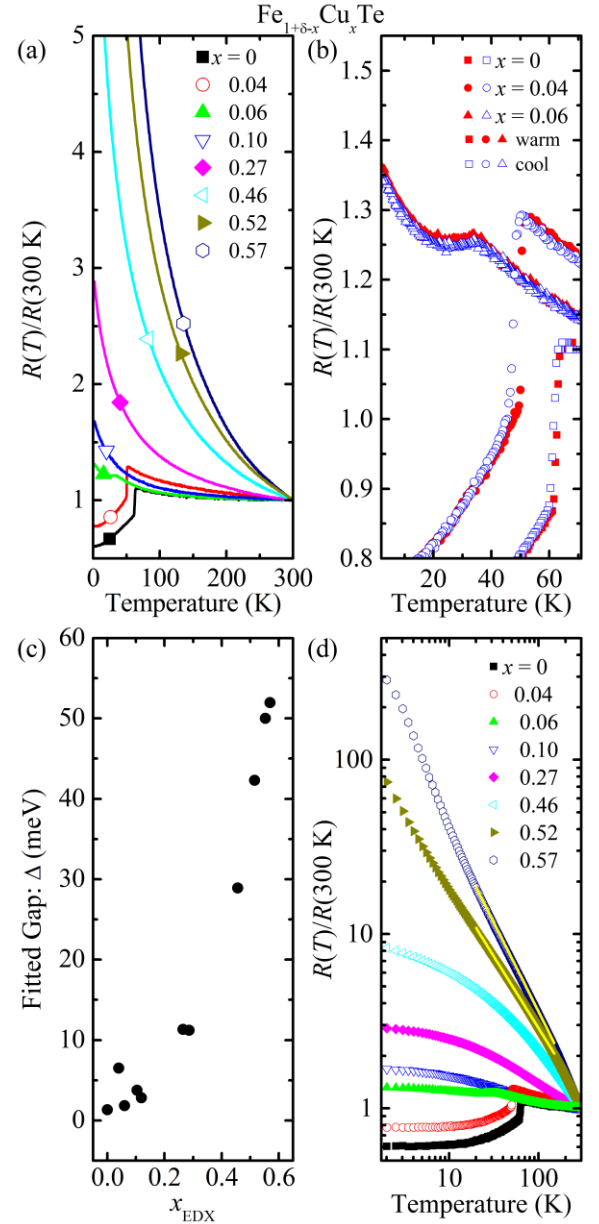 Fe1+δ-xCuxTe
(a)
5
4
3
2
1
0 100 200 300
Temperature (K)
R(T)/R(300 K)
x = 0
0.04
0.06
0.10
0.27
0.46
0.52
0.57
(b)
1.5
1.4
1.3
1.2
1.1
1.0
0.9
0.8
20 40 60
Temperature (K)
R(T)/R(300 K)
x = 0
x = 0.04
x = 0.06
warm
cool
(c)
60
50
40
30
20
10
0
0.0 0.2 0.4 0.6
xEDX
Fitted Gap: Δ (meV)
(d)
100
10
1
10 100
Temperature (K)
R(T)/R(300 K)
x = 0
0.04
0.06
0.10
0.27
0.46
0.52
0.57